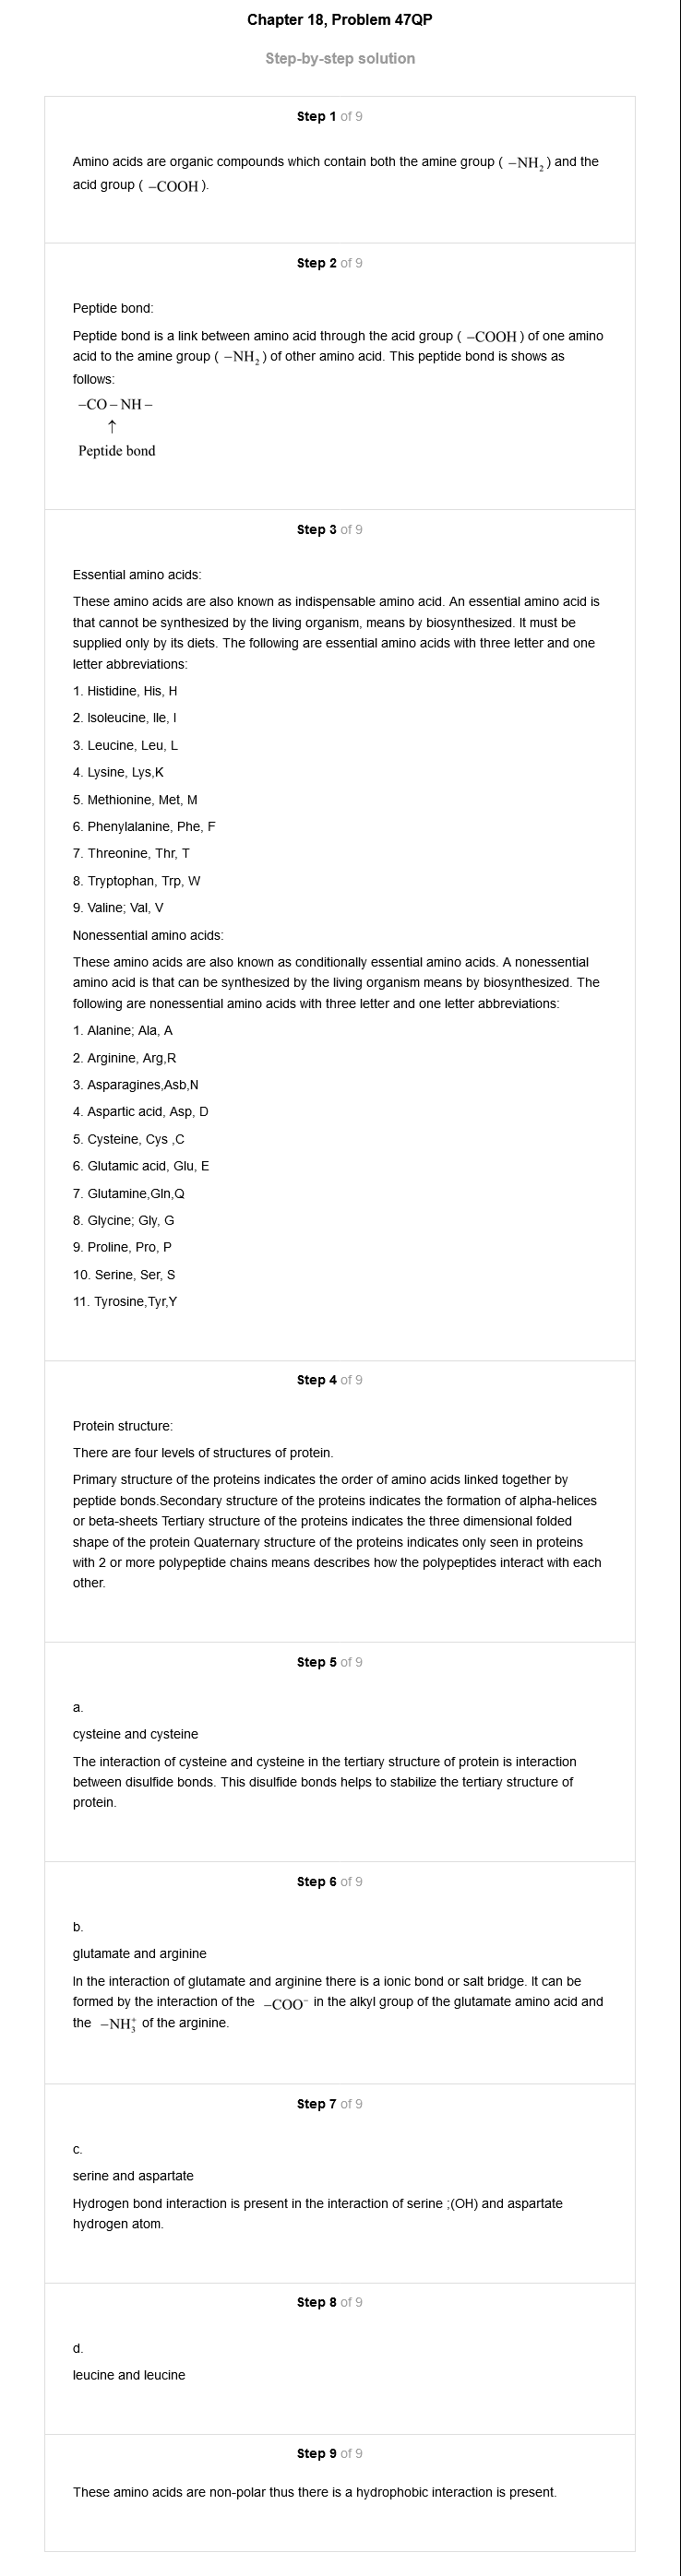 Chapter 18, Problem 47QP
Step-by-step solution
Step 1 of 9
Amino acids are organic compounds which contain both the amine group ( –NH₂ ) and the
acid group ( –COOH ).
Step 2 of 9
Peptide bond:
Peptide bond is a link between amino acid through the acid group ( –COOH ) of one amino
acid to the amine group ( –NH₂ ) of other amino acid. This peptide bond is shows as
follows:
–CO – NH –
↑
Peptide bond
Step 3 of 9
Essential amino acids:
These amino acids are also known as indispensable amino acid. An essential amino acid is
that cannot be synthesized by the living organism, means by biosynthesized. It must be
supplied only by its diets. The following are essential amino acids with three letter and one
letter abbreviations:
1. Histidine, His, H
2. Isoleucine, Ile, I
3. Leucine, Leu, L
4. Lysine, Lys,K
5. Methionine, Met, M
6. Phenylalanine, Phe, F
7. Threonine, Thr, T
8. Tryptophan, Trp, W
9. Valine; Val, V
Nonessential amino acids:
These amino acids are also known as conditionally essential amino acids. A nonessential
amino acid is that can be synthesized by the living organism means by biosynthesized. The
following are nonessential amino acids with three letter and one letter abbreviations:
1. Alanine; Ala, A
2. Arginine, Arg,R
3. Asparagines,Asb,N
4. Aspartic acid, Asp, D
5. Cysteine, Cys ,C
6. Glutamic acid, Glu, E
7. Glutamine,Gln,Q
8. Glycine; Gly, G
9. Proline, Pro, P
10. Serine, Ser, S
11. Tyrosine,Tyr,Y
Step 4 of 9
Protein structure:
There are four levels of structures of protein.
Primary structure of the proteins indicates the order of amino acids linked together by
peptide bonds.Secondary structure of the proteins indicates the formation of alpha-helices
or beta-sheets Tertiary structure of the proteins indicates the three dimensional folded
shape of the protein Quaternary structure of the proteins indicates only seen in proteins
with 2 or more polypeptide chains means describes how the polypeptides interact with each
other.
Step 5 of 9
a.
cysteine and cysteine
The interaction of cysteine and cysteine in the tertiary structure of protein is interaction
between disulfide bonds. This disulfide bonds helps to stabilize the tertiary structure of
protein.
Step 6 of 9
b.
glutamate and arginine
In the interaction of glutamate and arginine there is a ionic bond or salt bridge. It can be
formed by the interaction of the –COO⁻ in the alkyl group of the glutamate amino acid and
the –NH₃⁺ of the arginine.
Step 7 of 9
c.
serine and aspartate
Hydrogen bond interaction is present in the interaction of serine ;(OH) and aspartate
hydrogen atom.
Step 8 of 9
d.
leucine and leucine
Step 9 of 9
These amino acids are non-polar thus there is a hydrophobic interaction is present.